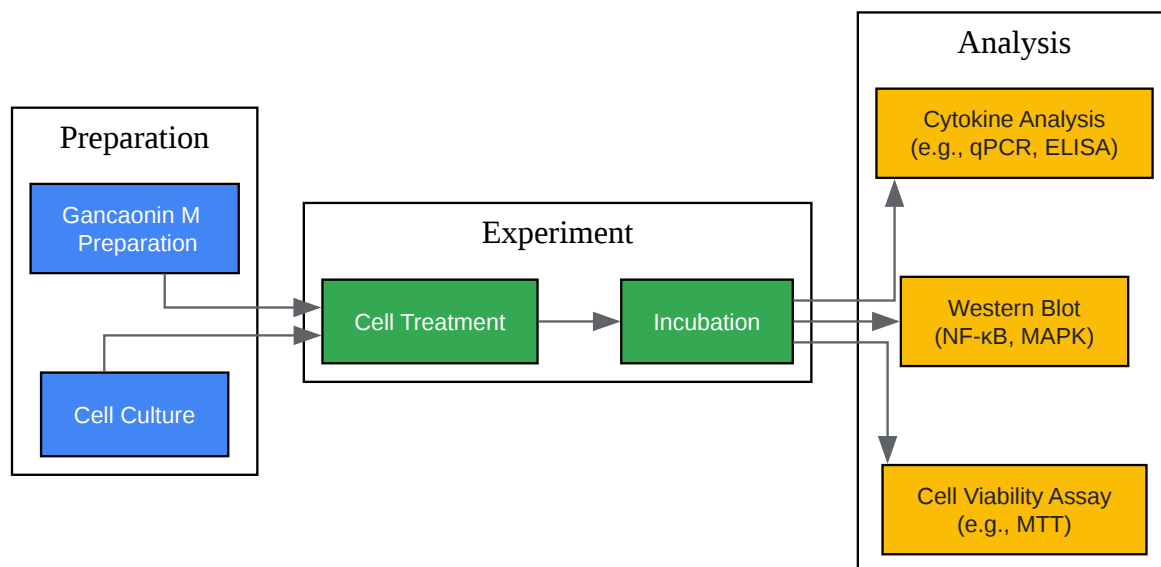 Preparation
Gancaonin M
Preparation
Cell Culture
Experiment
Cell Treatment
Incubation
Analysis
Cytokine Analysis
(e.g., qPCR, ELISA)
Western Blot
(NF-κB, MAPK)
Cell Viability Assay
(e.g., MTT)